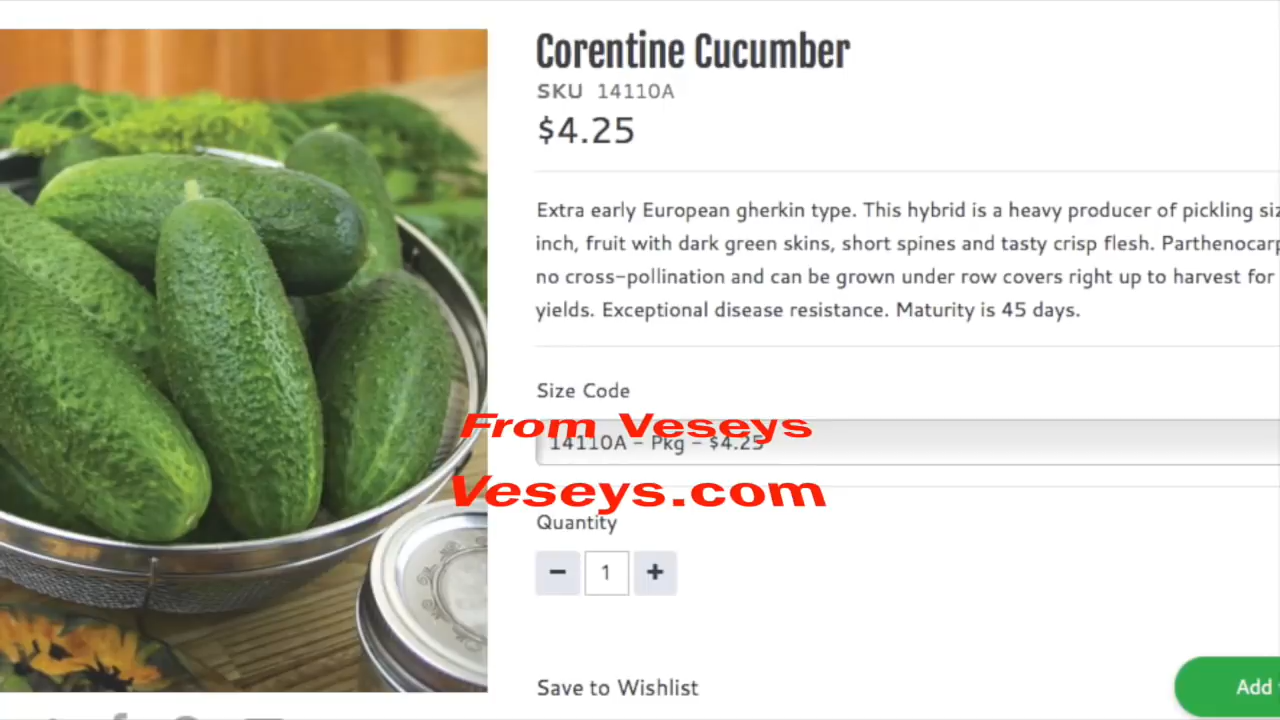 Corentine Cucumber
SKU 14110A
$4.25
Extra early European gherkin type. This hybrid is a heavy producer of pickling
inch, fruit with dark green skins, short spines and tasty crisp flesh.
no cross-pollination and can be grown under row covers right up to harvest for
yields. Exceptional disease resistance. Maturity is 45 days.
Size Code
From Veseys
14110A - Pkg - $4.25
Veseys.com
Quantity
− 1 +
Save to Wishlist
Add